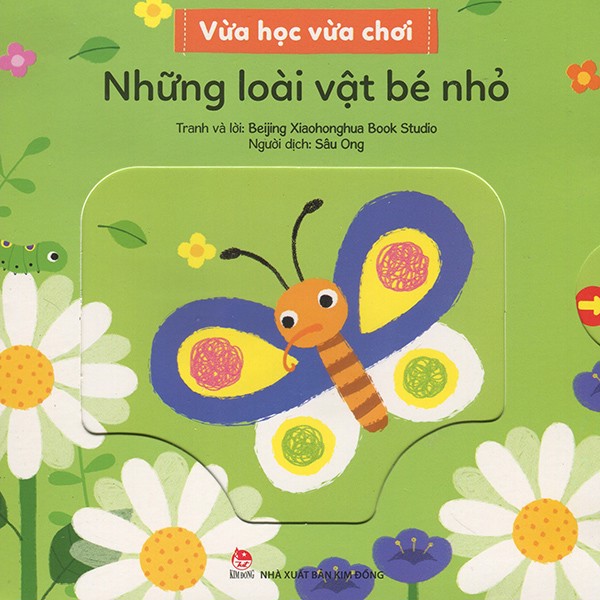 Vừa học vừa chơi
Những loài vật bé nhỏ
Tranh và lời: Beijing Xiaohonghua Book Studio
Người dịch: Sâu Ong
KIM ĐỒNG
NHÀ XUẤT BẢN KIM ĐỒNG